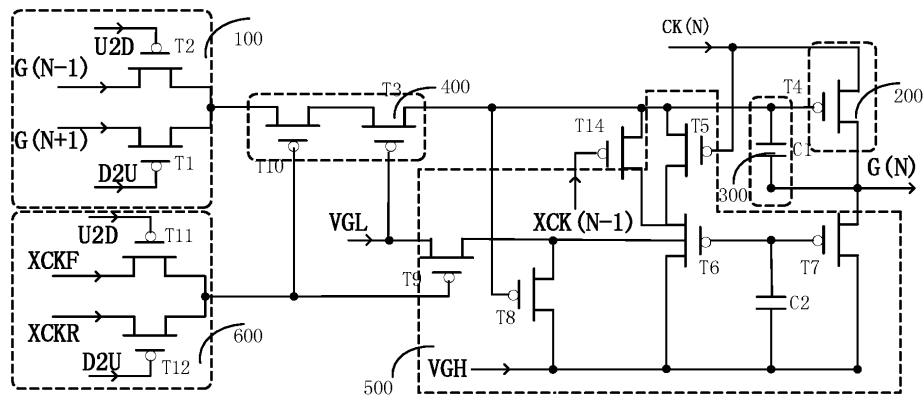 U2D
T2
100
G(N-1)
G(N+1)
T1
D2U
T3
400
T10
CK(N)
T4
200
T14
T5
C1
300
G(N)
XCK(N-1)
U2D
T11
XCKF
XCKR
T12
D2U
600
VGL
T9
T8
T6
T7
C2
500
VGH